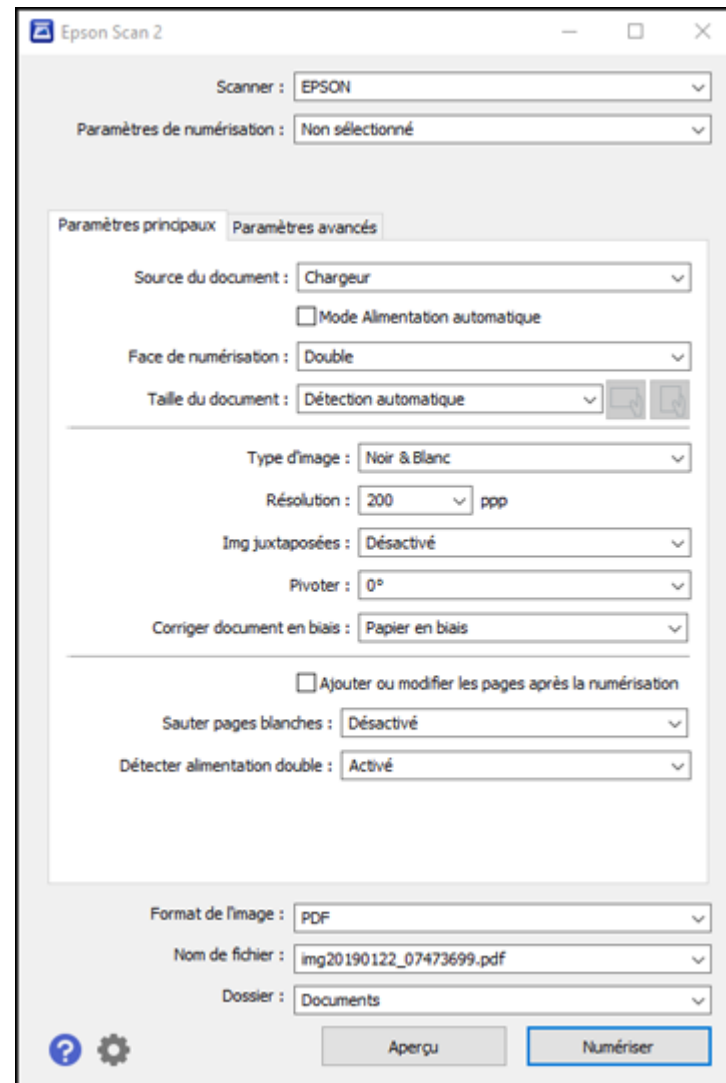 Epson Scan 2
Scanner : EPSON
Paramètres de numérisation : Non sélectionné
Paramètres principaux Paramètres avancés
Source du document : Chargeur
Mode Alimentation automatique
Face de numérisation : Double
Taille du document : Détection automatique
Type d'image : Noir & Blanc
Résolution : 200 ppp
Img juxtaposées : Désactivé
Pivoter : 0°
Corriger document en biais : Papier en biais
Ajouter ou modifier les pages après la numérisation
Sauter pages blanches : Désactivé
Détecter alimentation double : Activé
Format de l'image : PDF
Nom de fichier : img20190122_07473699.pdf
Dossier : Documents
? Aperçu Numériser